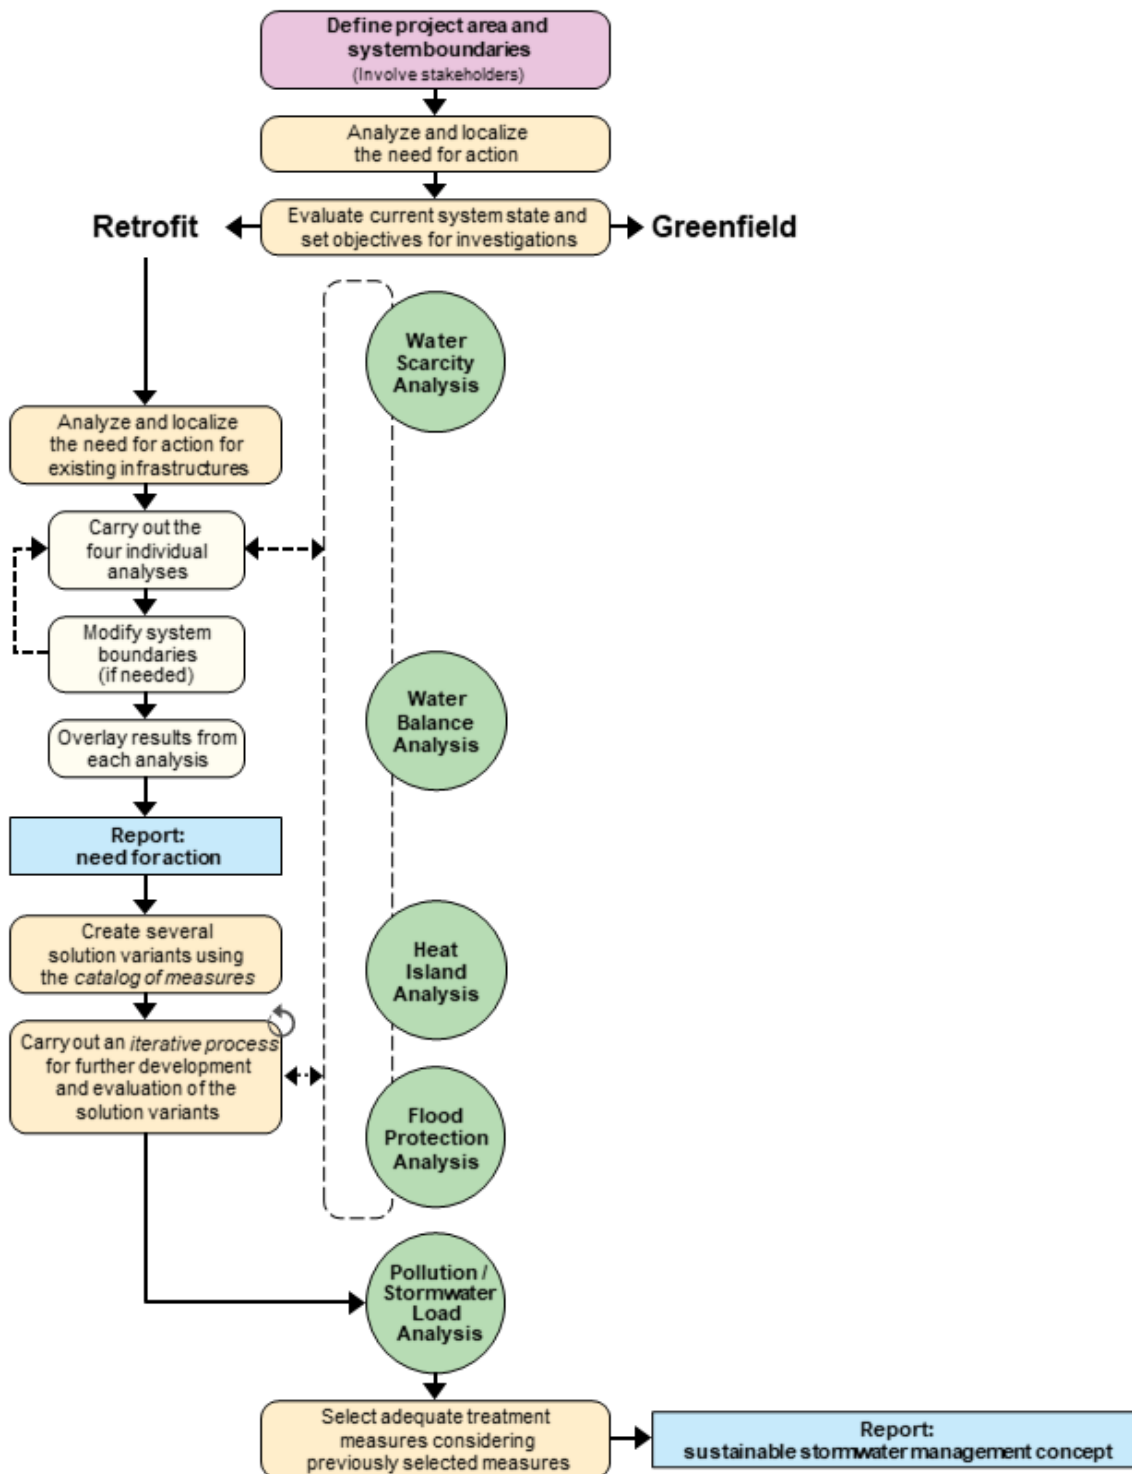 Define project area and
system boundaries
(Involve stakeholders)
Analyze and localize
the need for action
Evaluate current system state and
set objectives for investigations
Retrofit
Greenfield
Water
Scarcity
Analysis
Analyze and localize
the need for action for
existing infrastructures
Carry out the
four individual
analyses
Modify system
boundaries
(if needed)
Water
Balance
Analysis
Overlay results from
each analysis
Report:
need for action
Create several
solution variants using
the catalog of measures
Heat
Island
Analysis
Carry out an iterative process
for further development
and evaluation of the
solution variants
Flood
Protection
Analysis
Pollution /
Stormwater
Load
Analysis
Select adequate treatment
measures considering
previously selected measures
Report:
sustainable stormwater management concept